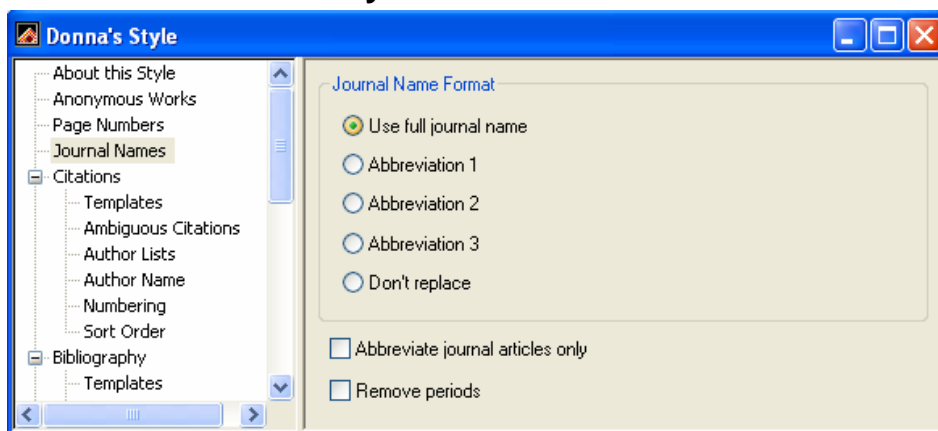 Donna's Style
About this Style
Anonymous Works
Page Numbers
Journal Names
Citations
Templates
Ambiguous Citations
Author Lists
Author Name
Numbering
Sort Order
Bibliography
Templates
Journal Name Format
Use full journal name
Abbreviation 1
Abbreviation 2
Abbreviation 3
Don't replace
Abbreviate journal articles only
Remove periods